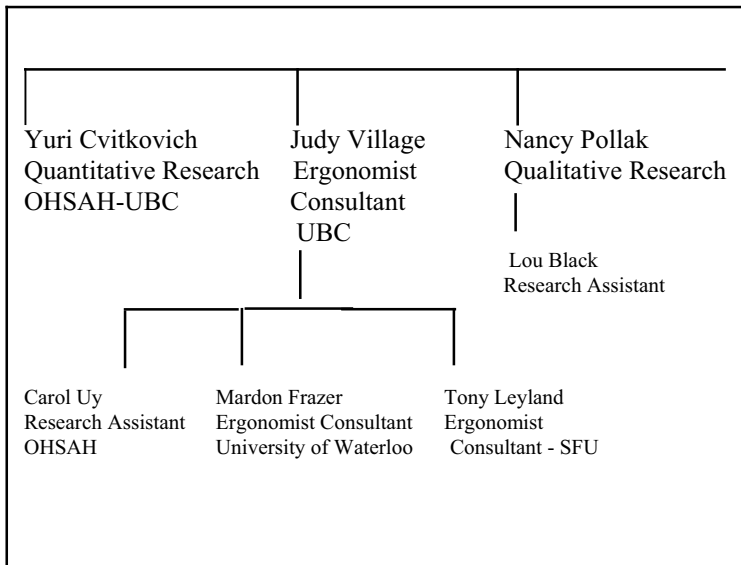 Yuri Cvitkovich
Quantitative Research
OHSAH-UBC
Judy Village
Ergonomist
Consultant
UBC
Nancy Pollak
Qualitative Research
Lou Black
Research Assistant
Carol Uy
Research Assistant
OHSAH
Mardon Frazer
Ergonomist Consultant
University of Waterloo
Tony Leyland
Ergonomist
Consultant - SFU